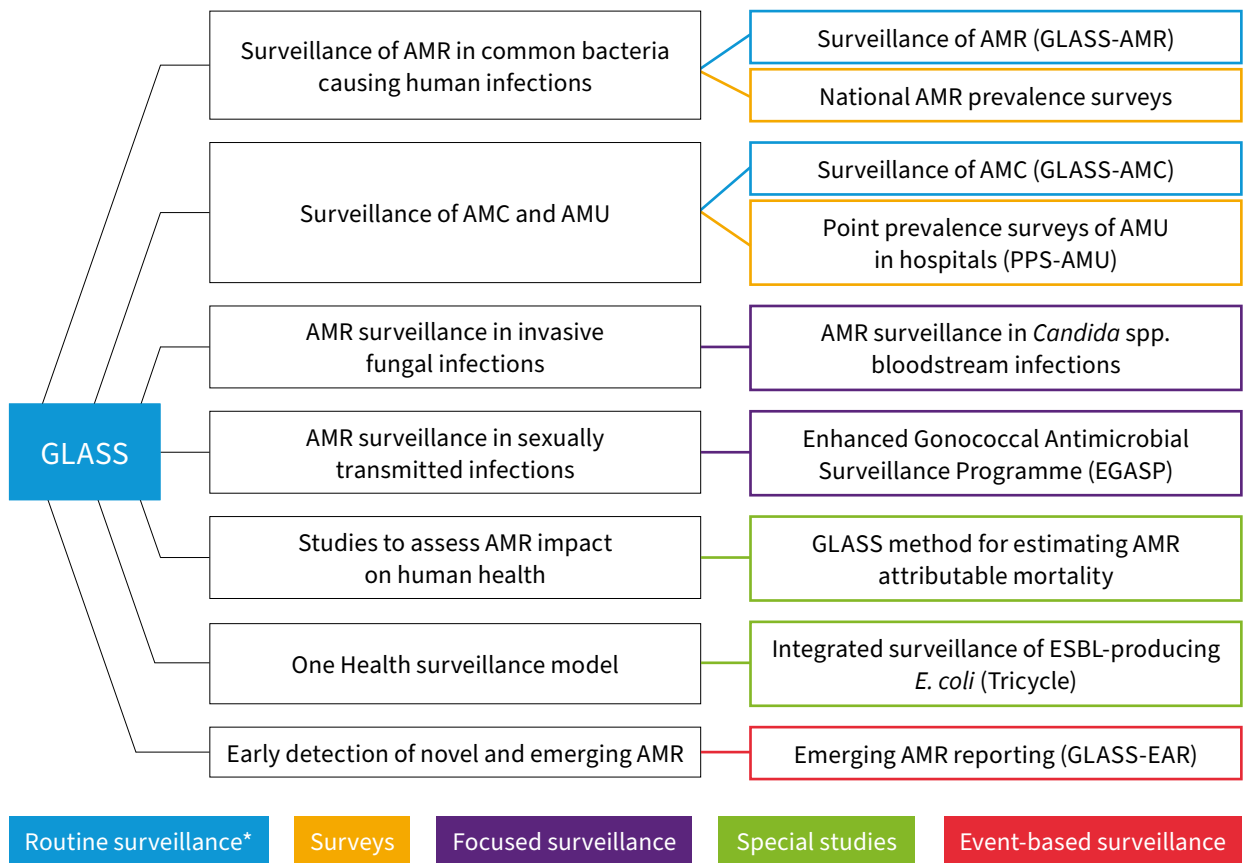 GLASS
Surveillance of AMR in common bacteria
causing human infections
Surveillance of AMR (GLASS-AMR)
National AMR prevalence surveys
Surveillance of AMC and AMU
Surveillance of AMC (GLASS-AMC)
Point prevalence surveys of AMU
in hospitals (PPS-AMU)
AMR surveillance in invasive
fungal infections
AMR surveillance in Candida spp.
bloodstream infections
AMR surveillance in sexually
transmitted infections
Enhanced Gonococcal Antimicrobial
Surveillance Programme (EGASP)
Studies to assess AMR impact
on human health
GLASS method for estimating AMR
attributable mortality
One Health surveillance model
Integrated surveillance of ESBL-producing
E. coli (Tricycle)
Early detection of novel and emerging AMR
Emerging AMR reporting (GLASS-EAR)
Routine surveillance*
Surveys
Focused surveillance
Special studies
Event-based surveillance